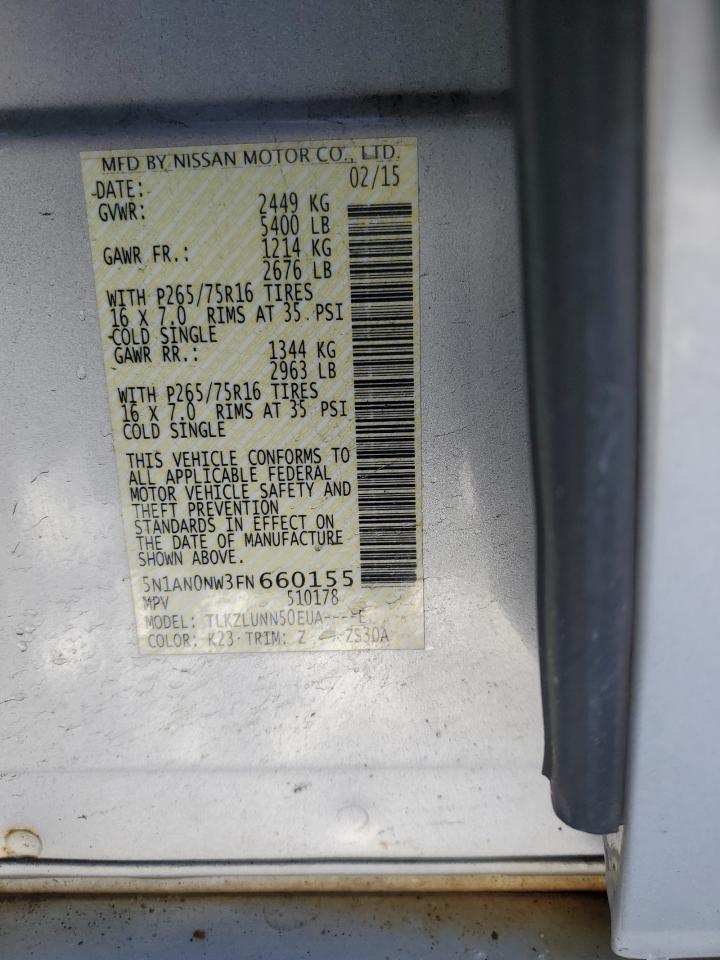 MFD BY NISSAN MOTOR CO., LTD.
DATE: 02/15
GVWR: 2449 KG
5400 LB
GAWR FR.: 1214 KG
2676 LB
WITH P265/75R16 TIRES
16 X 7.0 RIMS AT 35 PSI
COLD SINGLE
GAWR RR.: 1344 KG
2963 LB
WITH P265/75R16 TIRES
16 X 7.0 RIMS AT 35 PSI
COLD SINGLE
THIS VEHICLE CONFORMS TO
ALL APPLICABLE FEDERAL
MOTOR VEHICLE SAFETY AND
THEFT PREVENTION
STANDARDS IN EFFECT ON
THE DATE OF MANUFACTURE
SHOWN ABOVE.
5N1AN0NW3FN660155
MPV 510178
MODEL: TLKZLUNN50EUA----E
COLOR: K23 TRIM: Z ZS3DA